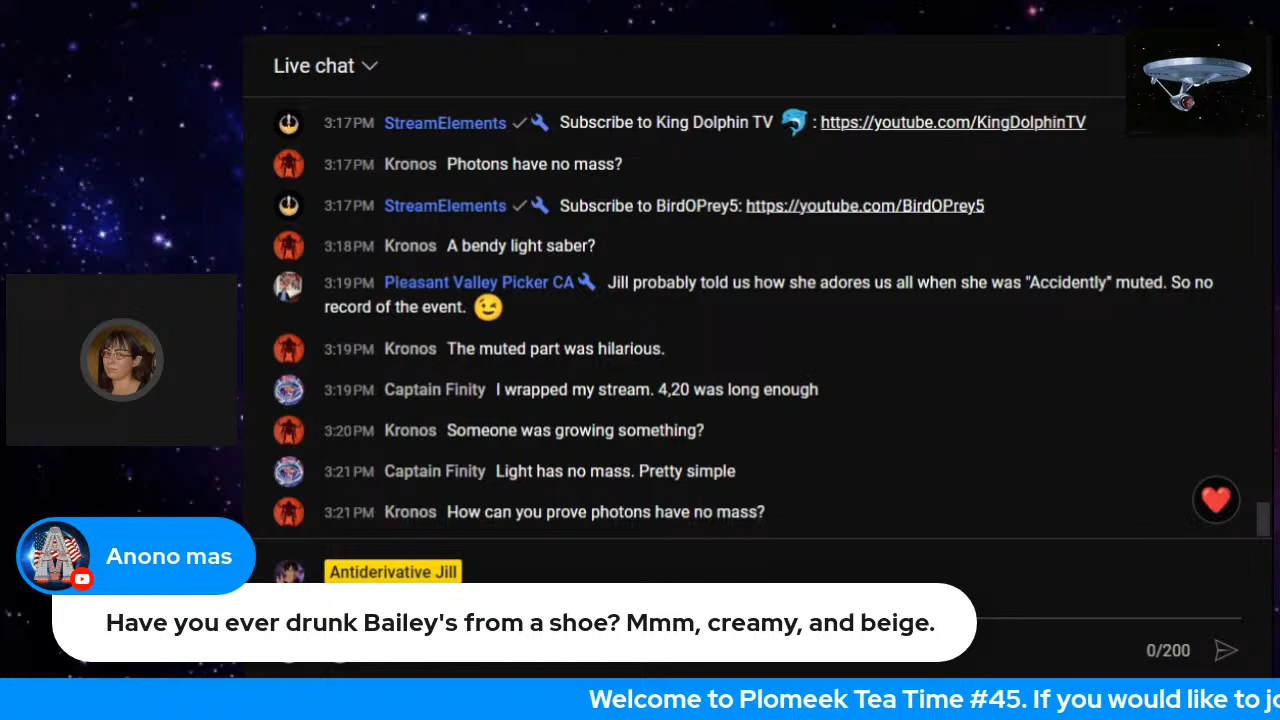 Live chat
3:17PM StreamElements Subscribe to King Dolphin TV : https://youtube.com/KingDolphinTV
3:17PM Kronos Photons have no mass?
3:17PM StreamElements Subscribe to BirdOPrey5: https://youtube.com/BirdOPrey5
3:18PM Kronos A bendy light saber?
3:19PM Pleasant Valley Picker CA Jill probably told us how she adores us all when she was "Accidently" muted. So no
record of the event.
3:19PM Kronos The muted part was hilarious.
3:19PM Captain Finity I wrapped my stream. 4,20 was long enough
3:20PM Kronos Someone was growing something?
3:21PM Captain Finity Light has no mass. Pretty simple
3:21PM Kronos How can you prove photons have no mass?
Antiderivative Jill
Anono mas
Have you ever drunk Bailey's from a shoe? Mmm, creamy, and beige.
0/200
Welcome to Plomeek Tea Time #45. If you would like to jo